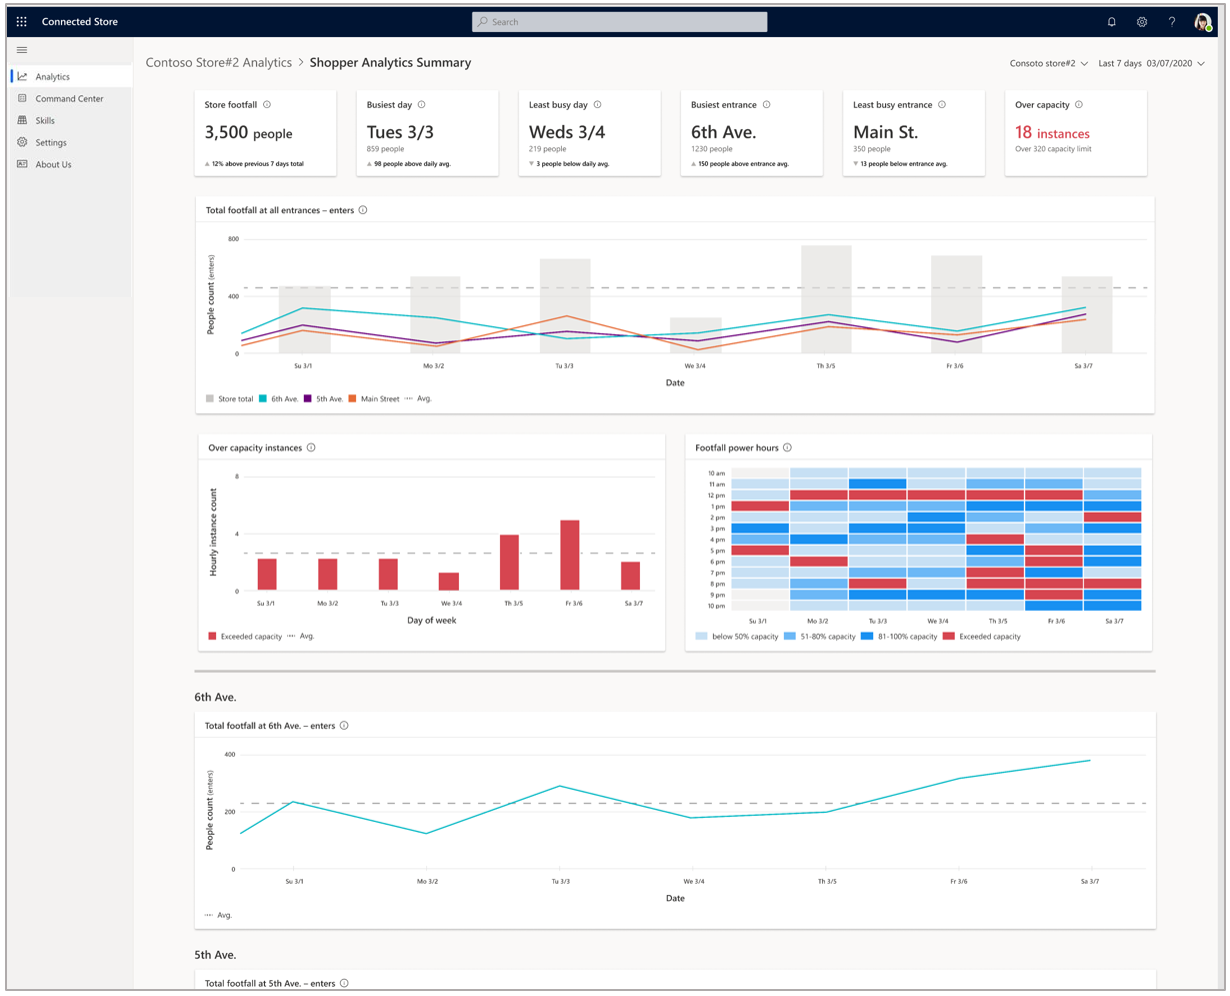 Connected Store
Search
?
Analytics
Command Center
Skills
Settings
About Us
Contoso Store#2 Analytics > Shopper Analytics Summary
Consoto store#2
Last 7 days 03/07/2020
Store footfall
3,500 people
12% above previous 7 days total
Busiest day
Tues 3/3
859 people
98 people above daily avg.
Least busy day
Weds 3/4
219 people
3 people below daily avg.
Busiest entrance
6th Ave.
1230 people
150 people above entrance avg.
Least busy entrance
Main St.
350 people
13 people below entrance avg.
Over capacity
18 instances
Over 320 capacity limit
Total footfall at all entrances – enters
People count (enters)
800
400
0
Su 3/1 Mo 3/2 Tu 3/3 We 3/4 Th 3/5 Fr 3/6 Sa 3/7
Date
Store total 6th Ave. 5th Ave. Main Street Avg.
Over capacity instances
Hourly instance count
8
4
0
Su 3/1 Mo 3/2 Tu 3/3 We 3/4 Th 3/5 Fr 3/6 Sa 3/7
Day of week
Exceeded capacity Avg.
Footfall power hours
10 am
11 am
12 pm
1 pm
2 pm
3 pm
4 pm
5 pm
6 pm
7 pm
8 pm
9 pm
10 pm
Su 3/1 Mo 3/2 Tu 3/3 We 3/4 Th 3/5 Fr 3/6 Sa 3/7
below 50% capacity 51-80% capacity 81-100% capacity Exceeded capacity
6th Ave.
Total footfall at 6th Ave. – enters
People count (enters)
400
200
0
Su 3/1 Mo 3/2 Tu 3/3 We 3/4 Th 3/5 Fr 3/6 Sa 3/7
Date
Avg.
5th Ave.
Total footfall at 5th Ave. – enters